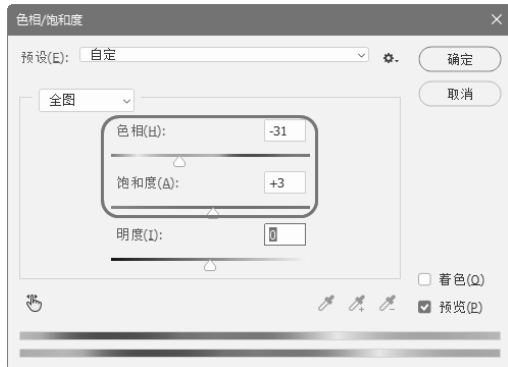 色相/饱和度
预设(E): 自定
确定
取消
全图
色相(H): -31
饱和度(A): +3
明度(I): 0
着色(O)
预览(P)